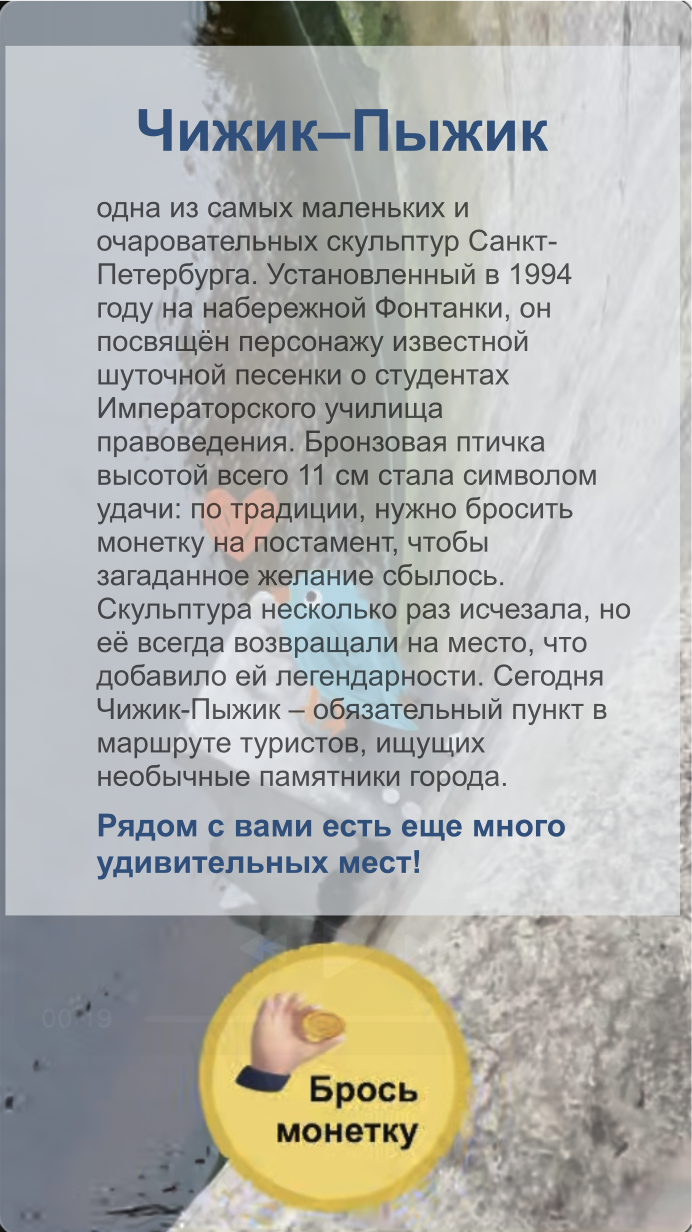 Чижик–Пыжик
одна из самых маленьких и
очаровательных скульптур Санкт-
Петербурга. Установленный в 1994
году на набережной Фонтанки, он
посвящён персонажу известной
шуточной песенки о студентах
Императорского училища
правоведения. Бронзовая птичка
высотой всего 11 см стала символом
удачи: по традиции, нужно бросить
монетку на постамент, чтобы
загаданное желание сбылось.
Скульптура несколько раз исчезала, но
её всегда возвращали на место, что
добавило ей легендарности. Сегодня
Чижик-Пыжик – обязательный пункт в
маршруте туристов, ищущих
необычные памятники города.
Рядом с вами есть еще много
удивительных мест!
00:19
Брось
монетку